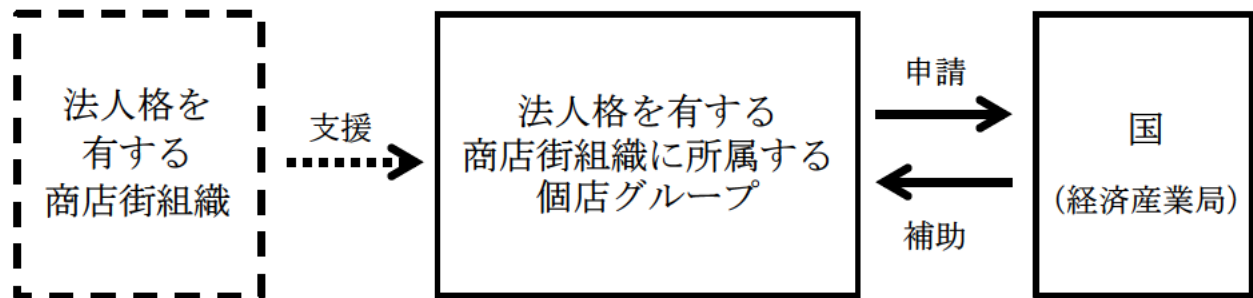 法人格を
有する
商店街組織
支援
法人格を有する
商店街組織に所属する
個店グループ
申請
補助
国
（経済産業局）